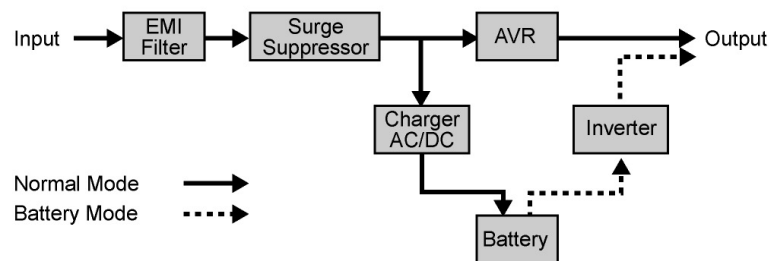 Input
EMI
Filter
Surge
Suppressor
AVR
Output
Charger
AC/DC
Inverter
Normal Mode
Battery Mode
Battery